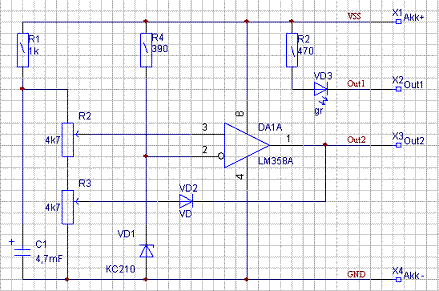 VSS
X1
Akk+
R1
1k
R4
390
R2
470
VD3
gr
Out1
X2
Out1
R2
4k7
3
2
8
DA1A
1
LM358A
4
Out2
X3
Out2
R3
4k7
VD2
VD
VD1
KC210
+
C1
4,7mF
GND
X4
Akk-